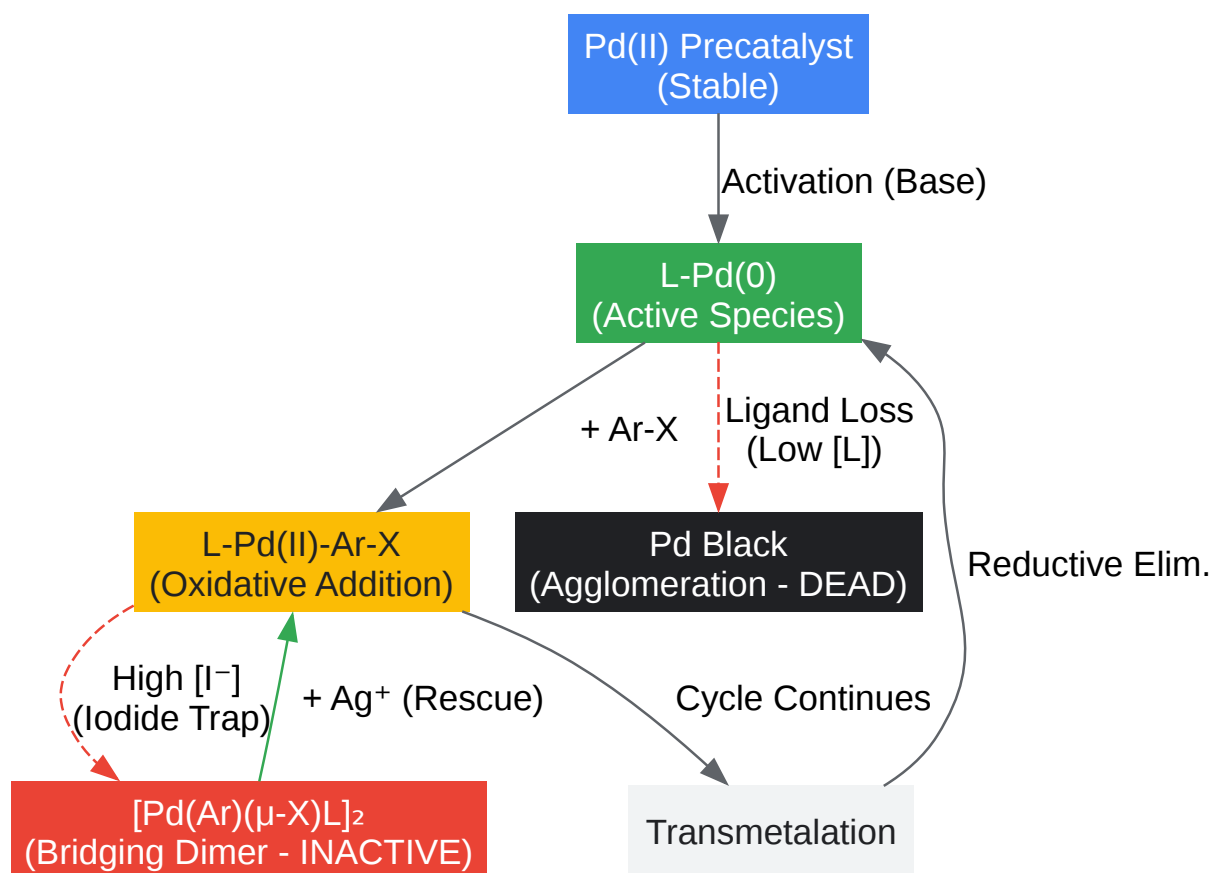 Pd(II) Precatalyst
(Stable)
Activation (Base)
L-Pd(0)
(Active Species)
+ Ar-X
Ligand Loss
(Low [L])
L-Pd(II)-Ar-X
(Oxidative Addition)
Pd Black
(Agglomeration - DEAD)
Reductive Elim.
High [I⁻]
(Iodide Trap)
+ Ag⁺ (Rescue)
Cycle Continues
[Pd(Ar)(μ-X)L]₂
(Bridging Dimer - INACTIVE)
Transmetalation